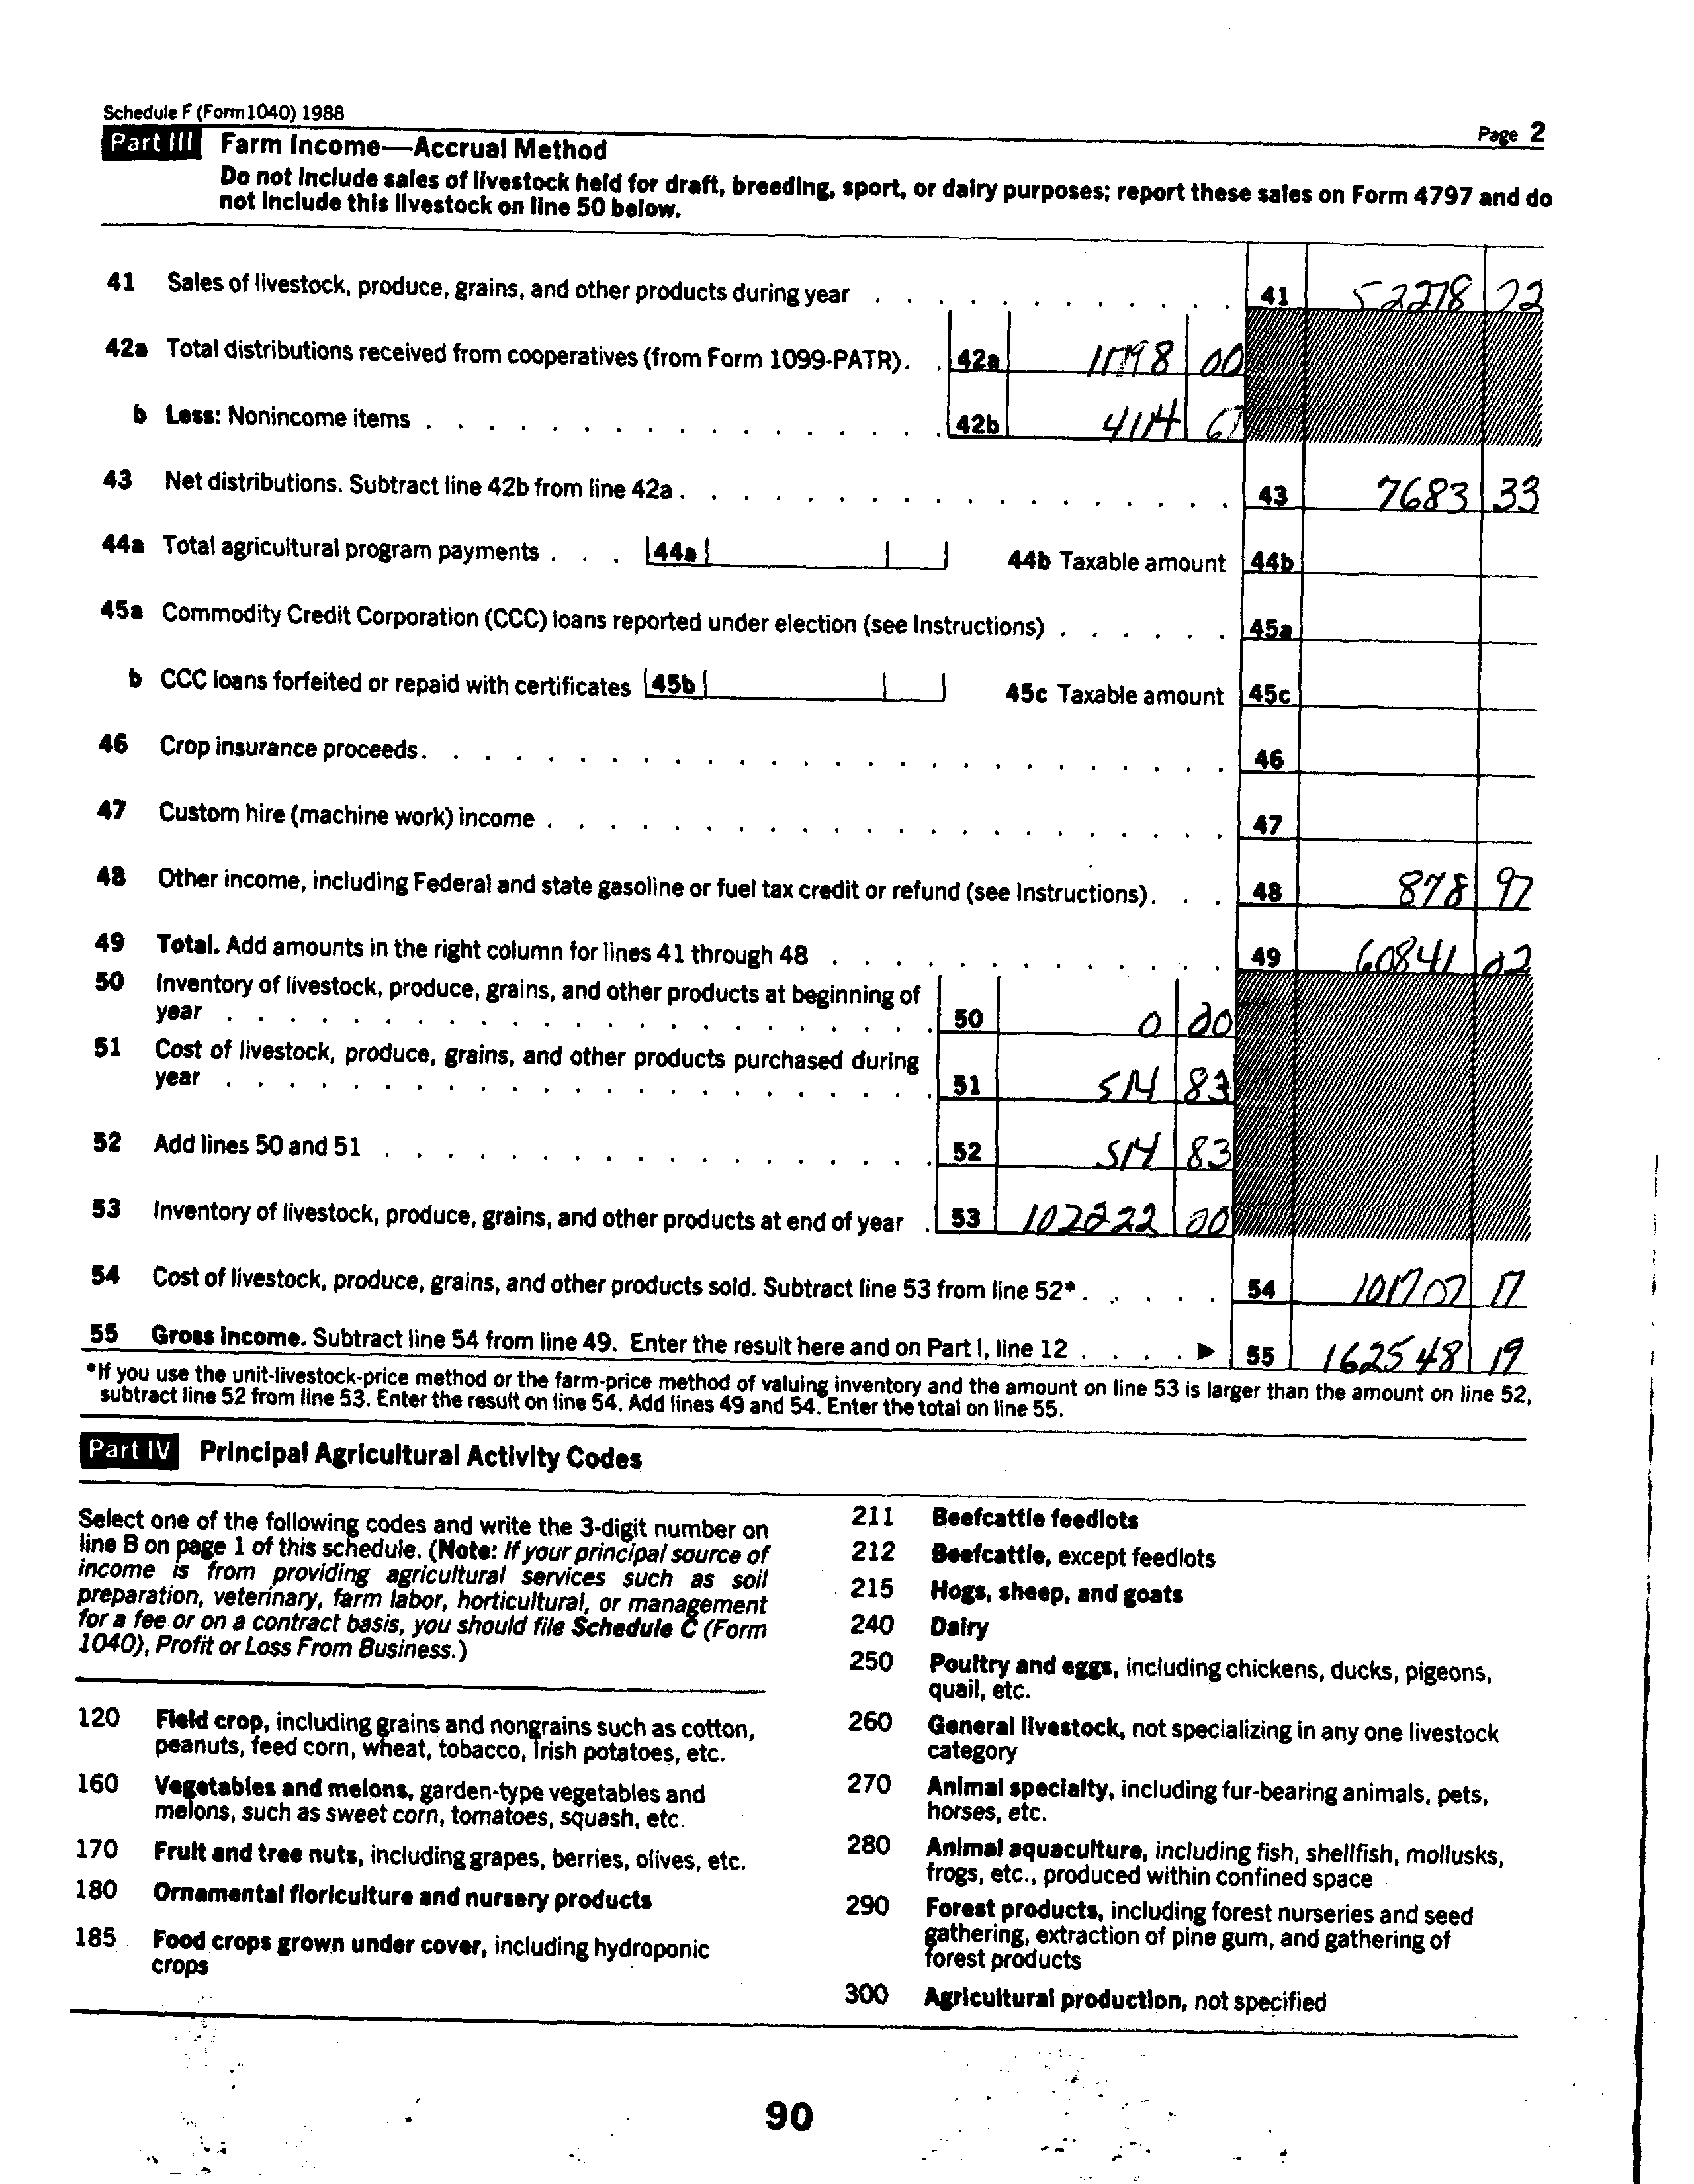 Schedule F (Form 1040) 1988
Page 2
Part III Farm Income—Accrual Method
Do not include sales of livestock held for draft, breeding, sport, or dairy purposes; report these sales on Form 4797 and do
not include this livestock on line 50 below.
41 Sales of livestock, produce, grains, and other products during year . . . . . . . . . . . . 41 52278 72
42a Total distributions received from cooperatives (from Form 1099-PATR). . 42a 11798 00
b Less: Nonincome items . . . . . . . . . . . . . . . . . 42b 4114 67
43 Net distributions. Subtract line 42b from line 42a . . . . . . . . . . . . . . . . . . 43 7683 33
44a Total agricultural program payments . . . 44a 44b Taxable amount 44b
45a Commodity Credit Corporation (CCC) loans reported under election (see Instructions) . . . . . . 45a
b CCC loans forfeited or repaid with certificates 45b 45c Taxable amount 45c
46 Crop insurance proceeds . . . . . . . . . . . . . . . . . . . . . . . . . . 46
47 Custom hire (machine work) income . . . . . . . . . . . . . . . . . . . . . . 47
48 Other income, including Federal and state gasoline or fuel tax credit or refund (see Instructions) . . . 48 878 97
49 Total. Add amounts in the right column for lines 41 through 48 . . . . . . . . . . . . . 49 60841 02
50 Inventory of livestock, produce, grains, and other products at beginning of
year . . . . . . . . . . . . . . . . . . . . . . . 50 0 00
51 Cost of livestock, produce, grains, and other products purchased during
year . . . . . . . . . . . . . . . . . . . . . . . 51 514 83
52 Add lines 50 and 51 . . . . . . . . . . . . . . . . . . 52 514 83
53 Inventory of livestock, produce, grains, and other products at end of year . 53 102222 00
54 Cost of livestock, produce, grains, and other products sold. Subtract line 53 from line 52* . . . . . 54 101707 17
55 Gross income. Subtract line 54 from line 49. Enter the result here and on Part I, line 12 . . . . ▶ 55 162548 19
*If you use the unit-livestock-price method or the farm-price method of valuing inventory and the amount on line 53 is larger than the amount on line 52,
subtract line 52 from line 53. Enter the result on line 54. Add lines 49 and 54. Enter the total on line 55.
Part IV Principal Agricultural Activity Codes
Select one of the following codes and write the 3-digit number on
line B on page 1 of this schedule. (Note: If your principal source of
income is from providing agricultural services such as soil
preparation, veterinary, farm labor, horticultural, or management
for a fee or on a contract basis, you should file Schedule C (Form
1040), Profit or Loss From Business.)
120 Field crop, including grains and nongrains such as cotton,
peanuts, feed corn, wheat, tobacco, Irish potatoes, etc.
160 Vegetables and melons, garden-type vegetables and
melons, such as sweet corn, tomatoes, squash, etc.
170 Fruit and tree nuts, including grapes, berries, olives, etc.
180 Ornamental floriculture and nursery products
185 Food crops grown under cover, including hydroponic
crops
211 Beefcattle feedlots
212 Beefcattle, except feedlots
215 Hogs, sheep, and goats
240 Dairy
250 Poultry and eggs, including chickens, ducks, pigeons,
quail, etc.
260 General livestock, not specializing in any one livestock
category
270 Animal specialty, including fur-bearing animals, pets,
horses, etc.
280 Animal aquaculture, including fish, shellfish, mollusks,
frogs, etc., produced within confined space
290 Forest products, including forest nurseries and seed
gathering, extraction of pine gum, and gathering of
forest products
300 Agricultural production, not specified
90